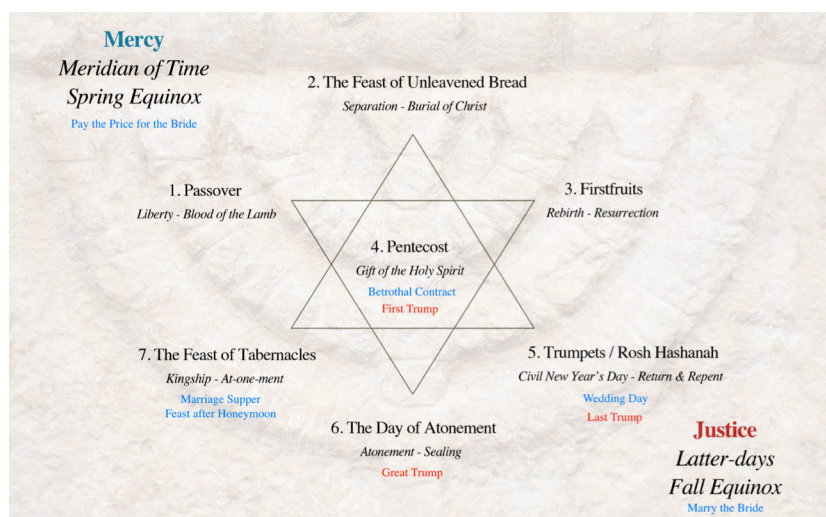 Mercy
Meridian of Time
Spring Equinox
Pay the Price for the Bride
2. The Feast of Unleavened Bread
Separation - Burial of Christ
1. Passover
Liberty - Blood of the Lamb
3. Firstfruits
Rebirth - Resurrection
4. Pentecost
Gift of the Holy Spirit
Betrothal Contract
First Trump
7. The Feast of Tabernacles
Kingship - At-one-ment
Marriage Supper
Feast after Honeymoon
5. Trumpets / Rosh Hashanah
Civil New Year's Day - Return & Repent
Wedding Day
Last Trump
6. The Day of Atonement
Atonement - Sealing
Great Trump
Justice
Latter-days
Fall Equinox
Marry the Bride